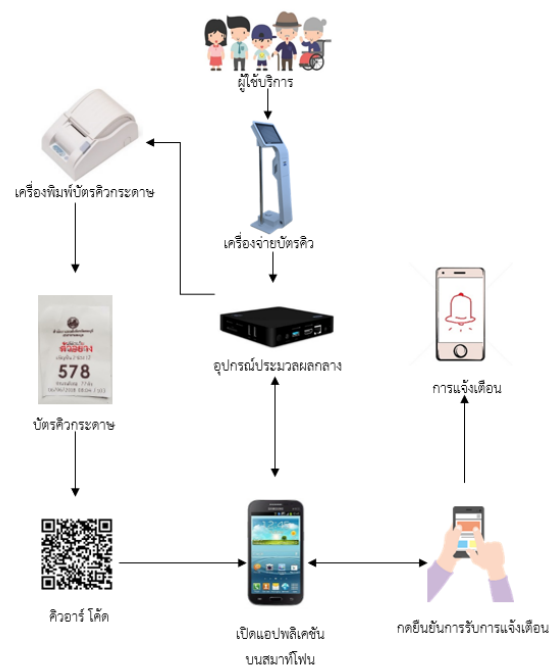 ผู้ใช้บริการ
เครื่องพิมพ์บัตรคิวกระดาษ
เครื่องจ่ายบัตรคิว
578
บัตรคิวกระดาษ
อุปกรณ์ประมวลผลกลาง
การแจ้งเตือน
คิวอาร์ โค้ด
เปิดแอปพลิเคชัน
บนสมาร์ทโฟน
กดยืนยันการรับการแจ้งเตือน